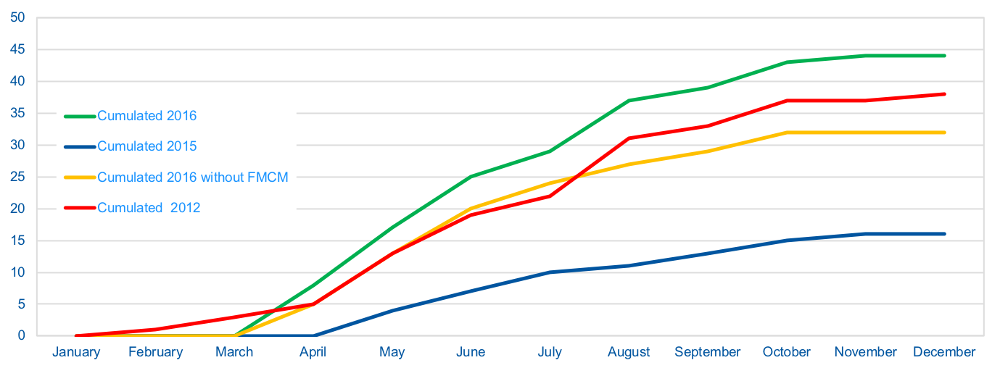 50
45
40
35
30
25
20
15
10
5
0
Cumulated 2016
Cumulated 2015
Cumulated 2016 without FMCM
Cumulated  2012
January February March April May June July August September October November December